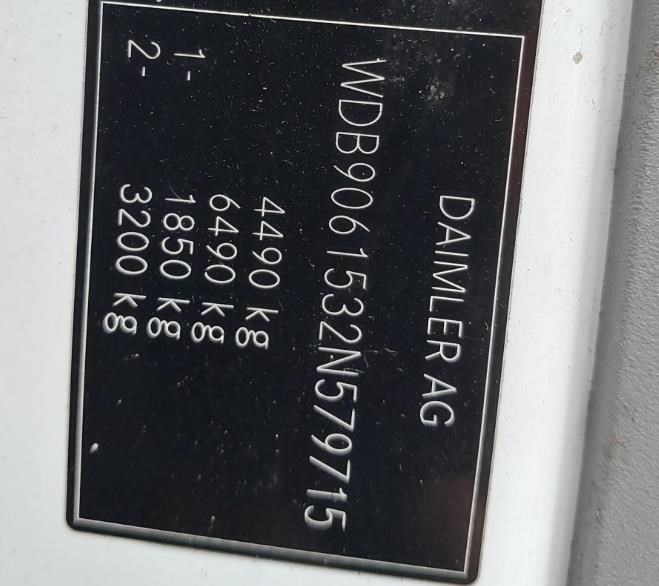 DAIMLER AG
WDB9061532N579715
4490 kg
6490 kg
1- 1850 kg
2- 3200 kg